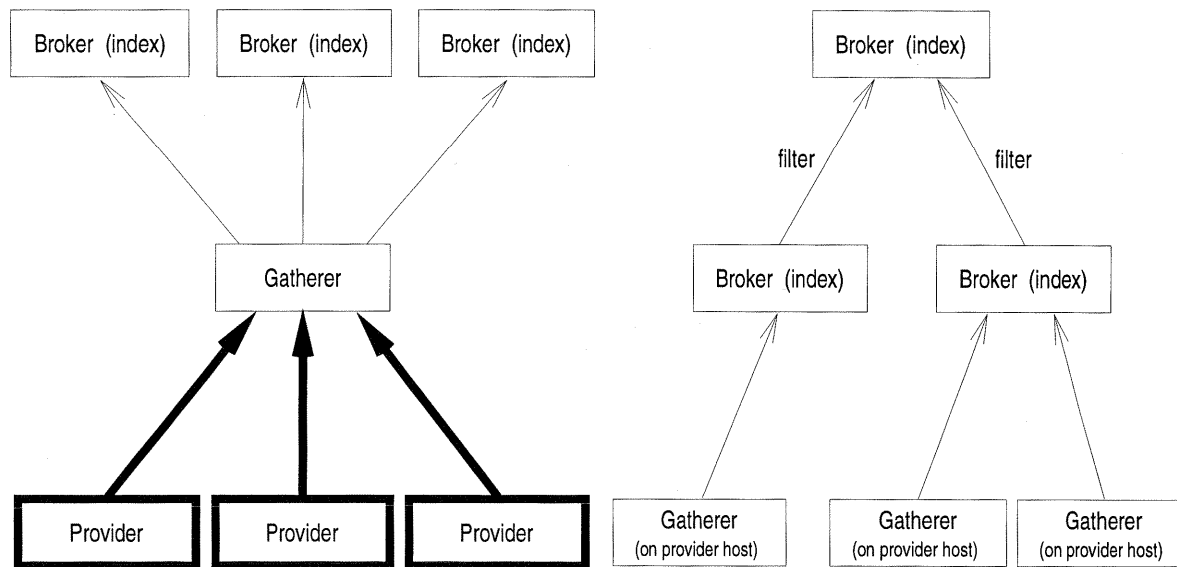 Broker (index)
Broker (index)
Broker (index)
Gatherer
Provider
Provider
Provider
Broker (index)
filter
filter
Broker (index)
Broker (index)
Gatherer
(on provider host)
Gatherer
(on provider host)
Gatherer
(on provider host)